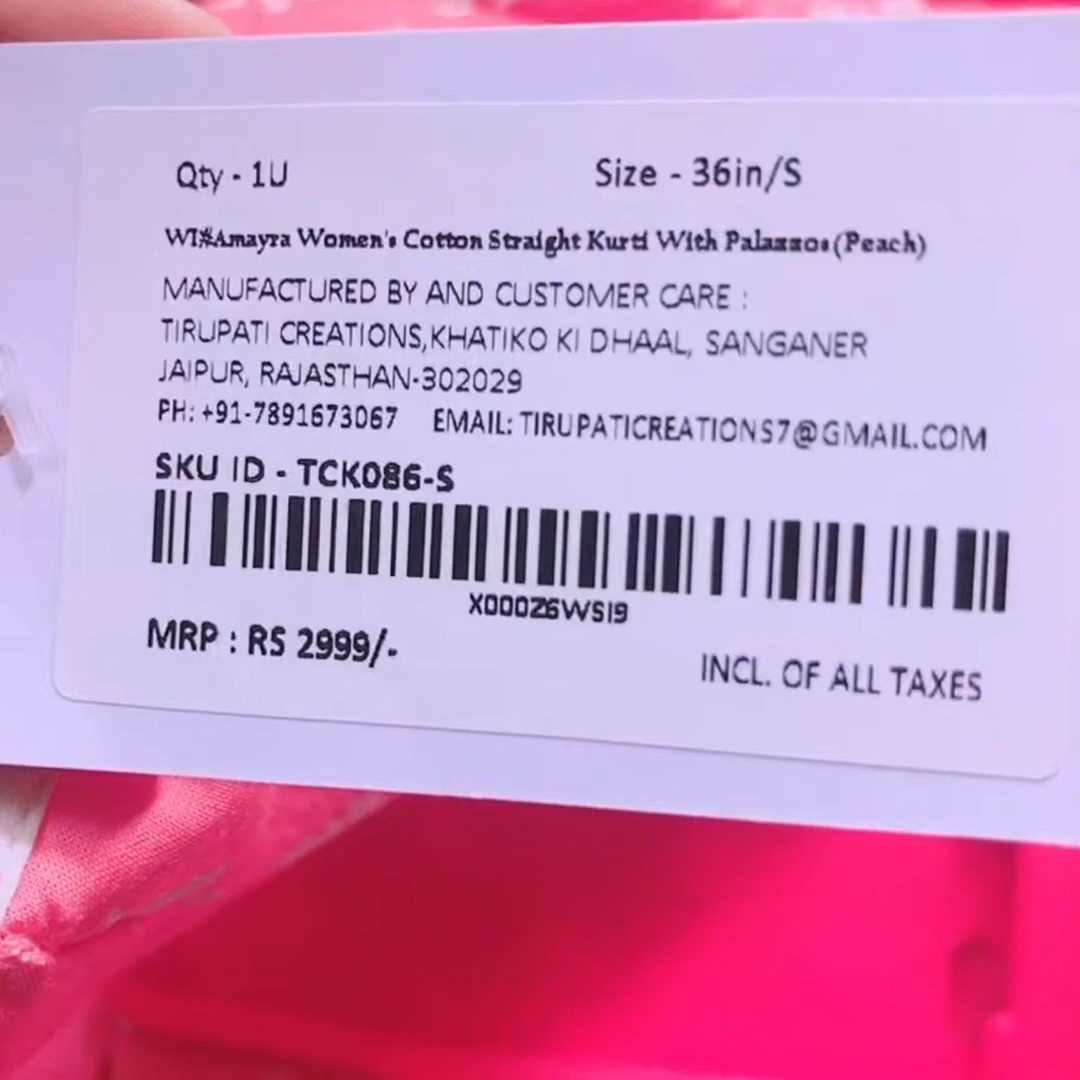 Qty - 1U Size - 36in/S
WI#Amayra Women's Cotton Straight Kurti With Palazzos(Peach)
MANUFACTURED BY AND CUSTOMER CARE :
TIRUPATI CREATIONS,KHATIKO KI DHAAL, SANGANER
JAIPUR, RAJASTHAN-302029
PH: +91-7891673067 EMAIL: TIRUPATICREATIONS7@GMAIL.COM
SKU ID - TCK086-S
X000Z6WSI9
MRP : RS 2999/-
INCL. OF ALL TAXES